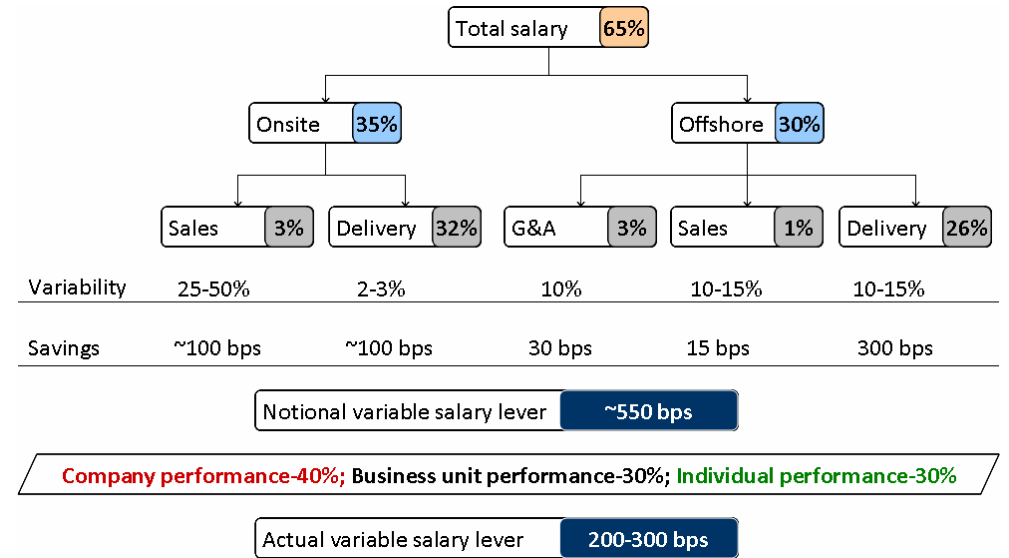 Total salary 65%
Onsite 35% Offshore 30%
Sales 3% Delivery 32% G&A 3% Sales 1% Delivery 26%
Variability 25-50% 2-3% 10% 10-15% 10-15%
Savings ~100 bps ~100 bps 30 bps 15 bps 300 bps
Notional variable salary lever ~550 bps
Company performance-40%; Business unit performance-30%; Individual performance-30%
Actual variable salary lever 200-300 bps